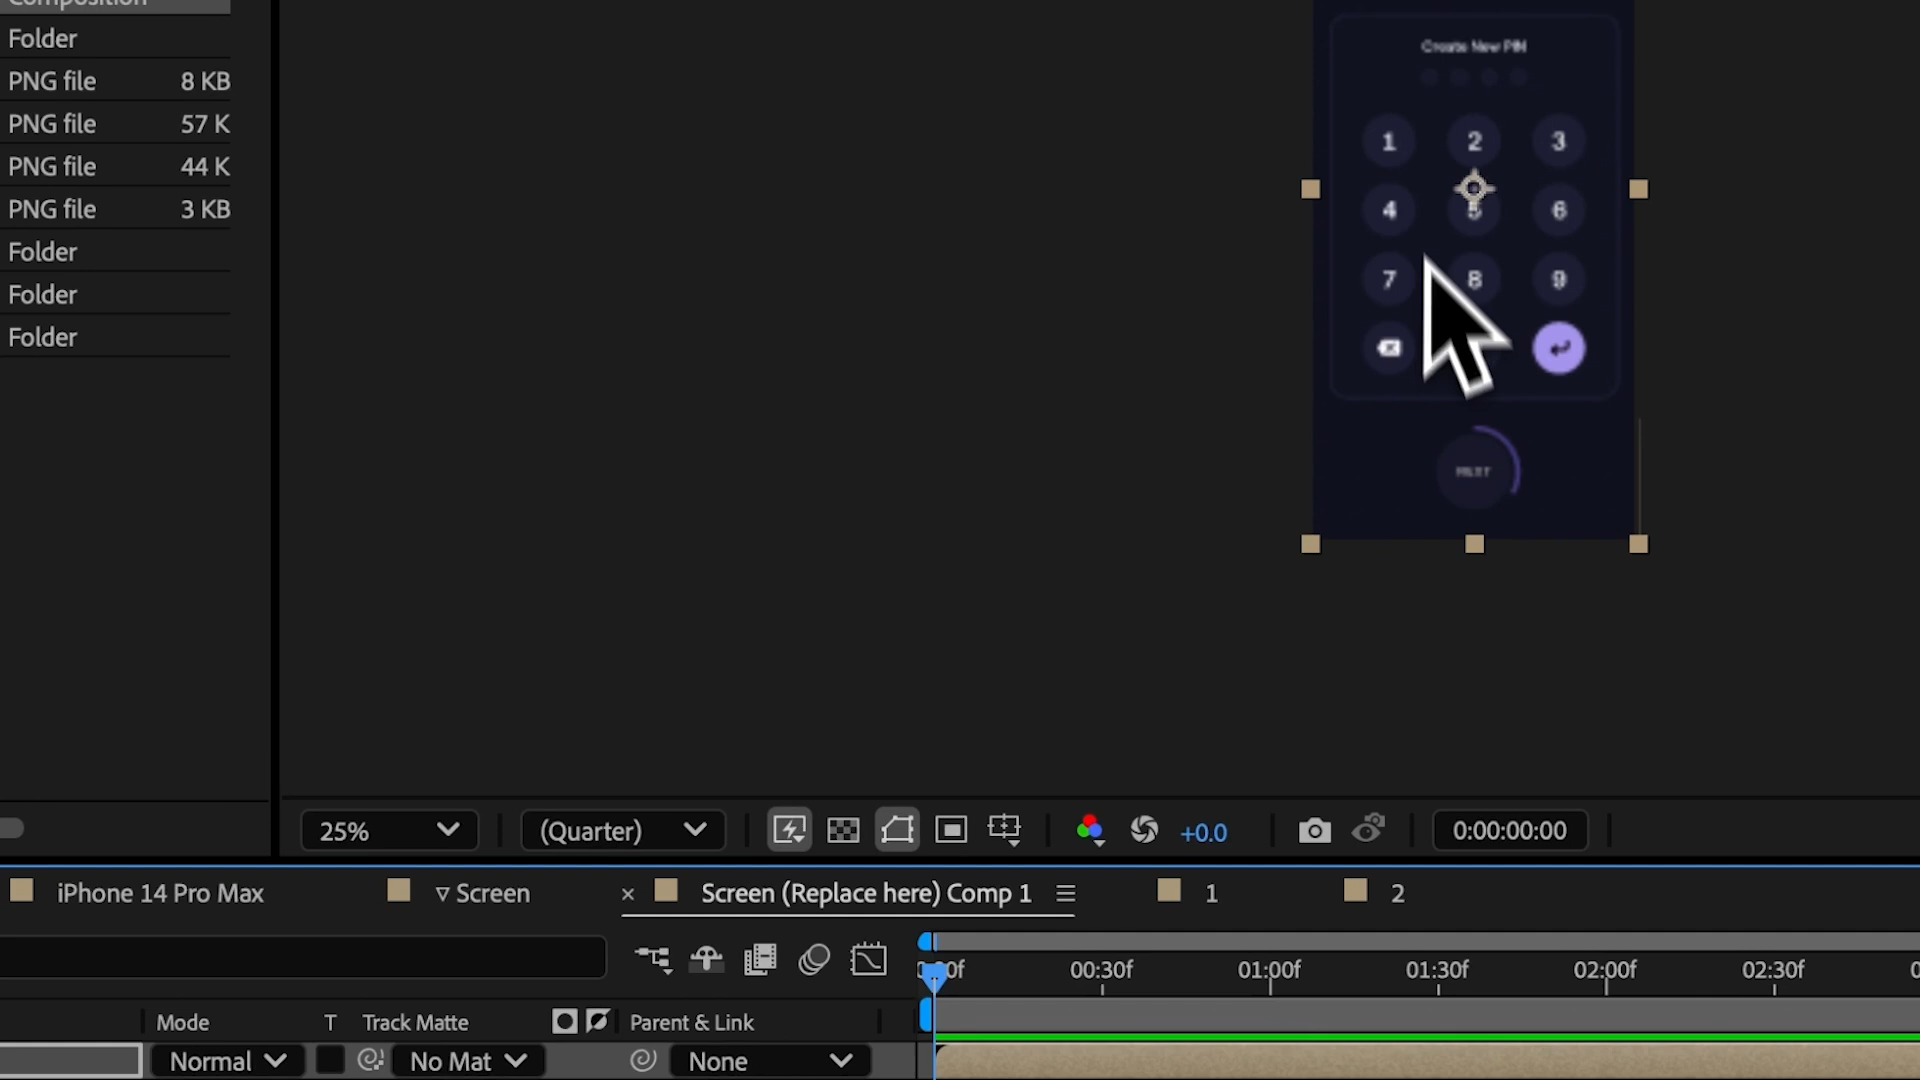 Composition
Folder
PNG file 8 KB
PNG file 57 K
PNG file 44 K
PNG file 3 KB
Folder
Folder
Folder
Create New PIN
1 2 3
4 5 6
7 8 9
NEXT
25% (Quarter) +0.0 0:00:00:00
iPhone 14 Pro Max Screen × Screen (Replace here) Comp 1 1 2
00f 00:30f 01:00f 01:30f 02:00f 02:30f 0
Mode T Track Matte Parent & Link
Normal No Mat None